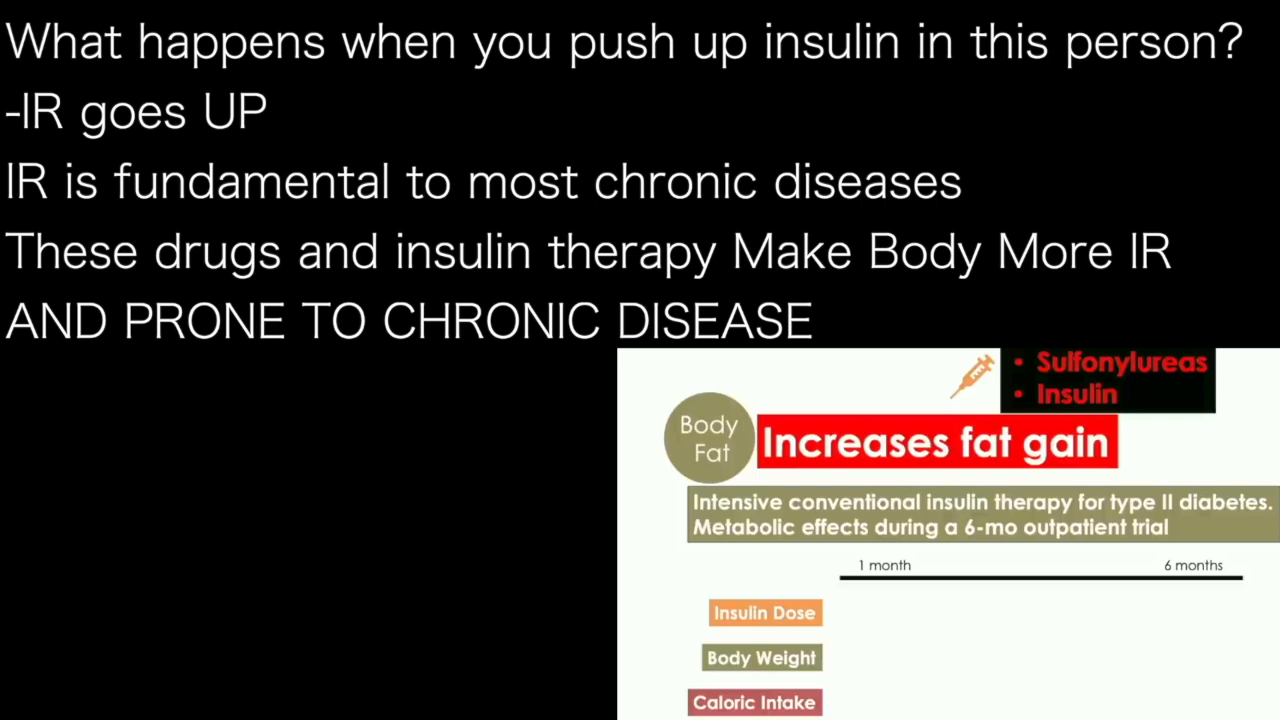 What happens when you push up insulin in this person?
-IR goes UP
IR is fundamental to most chronic diseases
These drugs and insulin therapy Make Body More IR
AND PRONE TO CHRONIC DISEASE
• Sulfonylureas
• Insulin
Body
Fat
Increases fat gain
Intensive conventional insulin therapy for type II diabetes.
Metabolic effects during a 6-mo outpatient trial
1 month
6 months
Insulin Dose
Body Weight
Caloric Intake